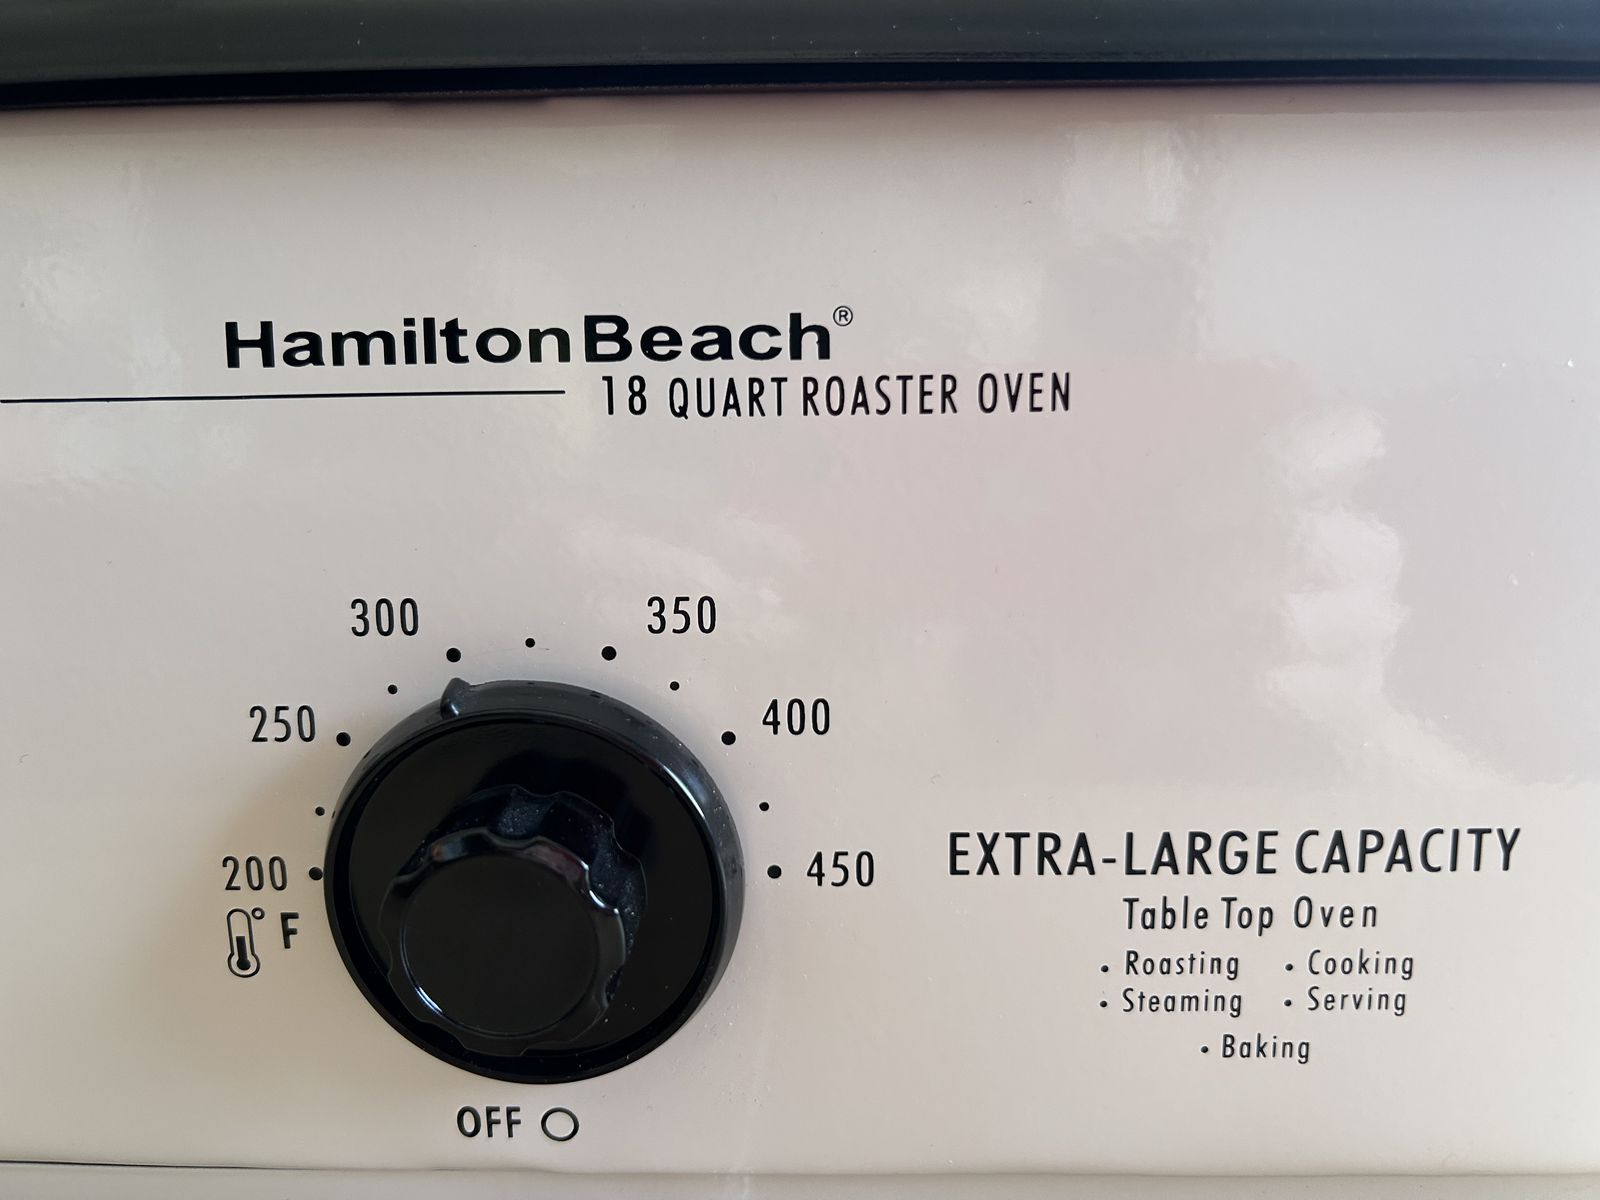 HamiltonBeach®
18 QUART ROASTER OVEN
300 350
250 400
200 450
° F
OFF
EXTRA-LARGE CAPACITY
Table Top Oven
• Roasting • Cooking
• Steaming • Serving
• Baking